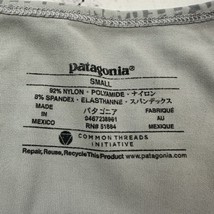 patagonia®
SMALL
92% NYLON・POLYAMIDE・ナイロン
8% SPANDEX・ELASTHANNE・スパンデックス
MADE IN MEXICO パタゴニア FABRIQUÉ AU MEXIQUE
RN# 51884
COMMON THREADS INITIATIVE
Repair, Reuse, Recycle This Product www.patagonia.com